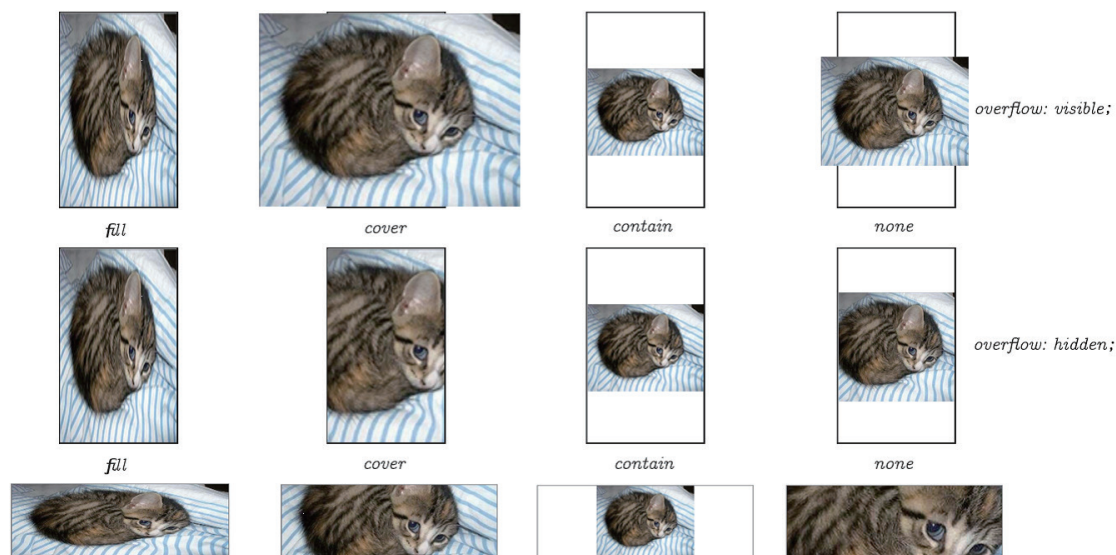 overflow: visible;
fill cover contain none
overflow: hidden;
fill cover contain none